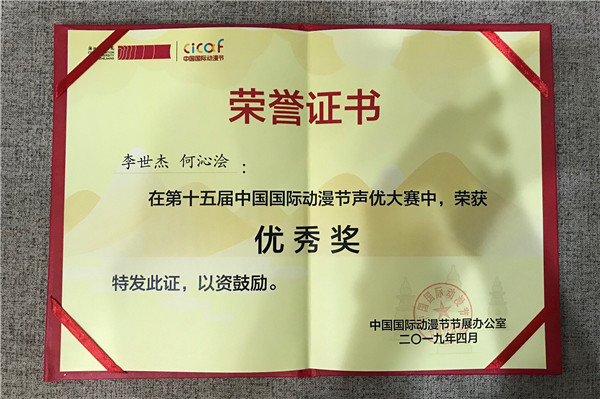 cicaf
中国国际动漫节
荣誉证书
李世杰 何沁浍：
在第十五届中国国际动漫节声优大赛中，荣获
优秀奖
特发此证，以资鼓励。
中国国际动漫节节展办公室
二〇一九年四月